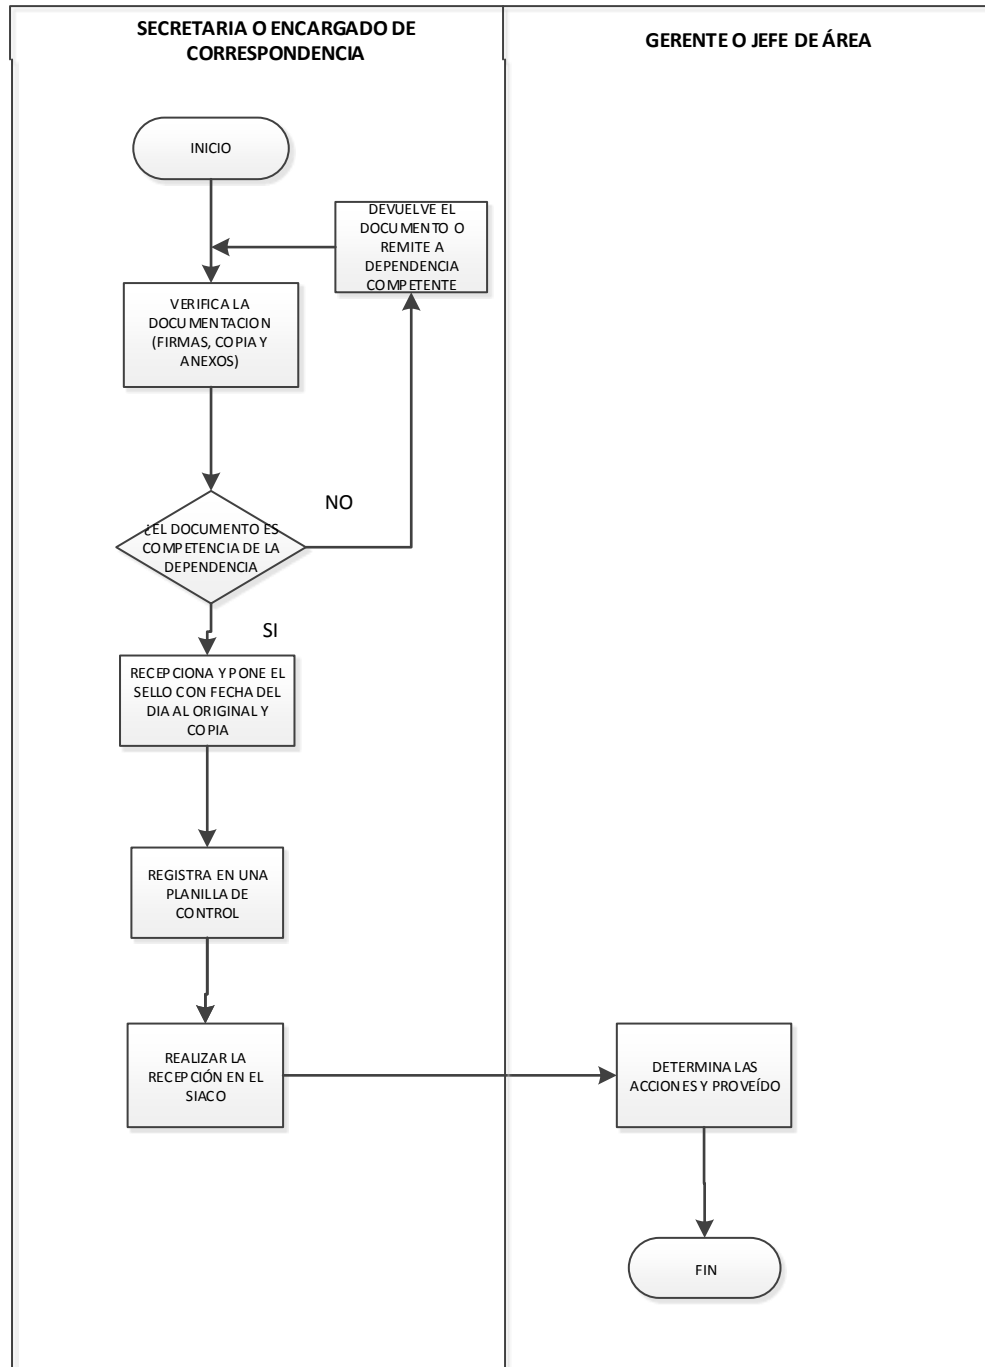 SECRETARIA O ENCARGADO DE
CORRESPONDENCIA
GERENTE O JEFE DE ÁREA
INICIO
DEVUELVE EL
DOCUMENTO O
REMITE A
DEPENDENCIA
COMPETENTE
VERIFICA LA
DOCUMENTACION
(FIRMAS, COPIA Y
ANEXOS)
NO
¿EL DOCUMENTO ES
COMPETENCIA DE LA
DEPENDENCIA
SI
RECEPCIONA Y PONE EL
SELLO CON FECHA DEL
DIA AL ORIGINAL Y
COPIA
REGISTRA EN UNA
PLANILLA DE
CONTROL
REALIZAR LA
RECEPCIÓN EN EL
SIACO
DETERMINA LAS
ACCIONES Y PROVEÍDO
FIN